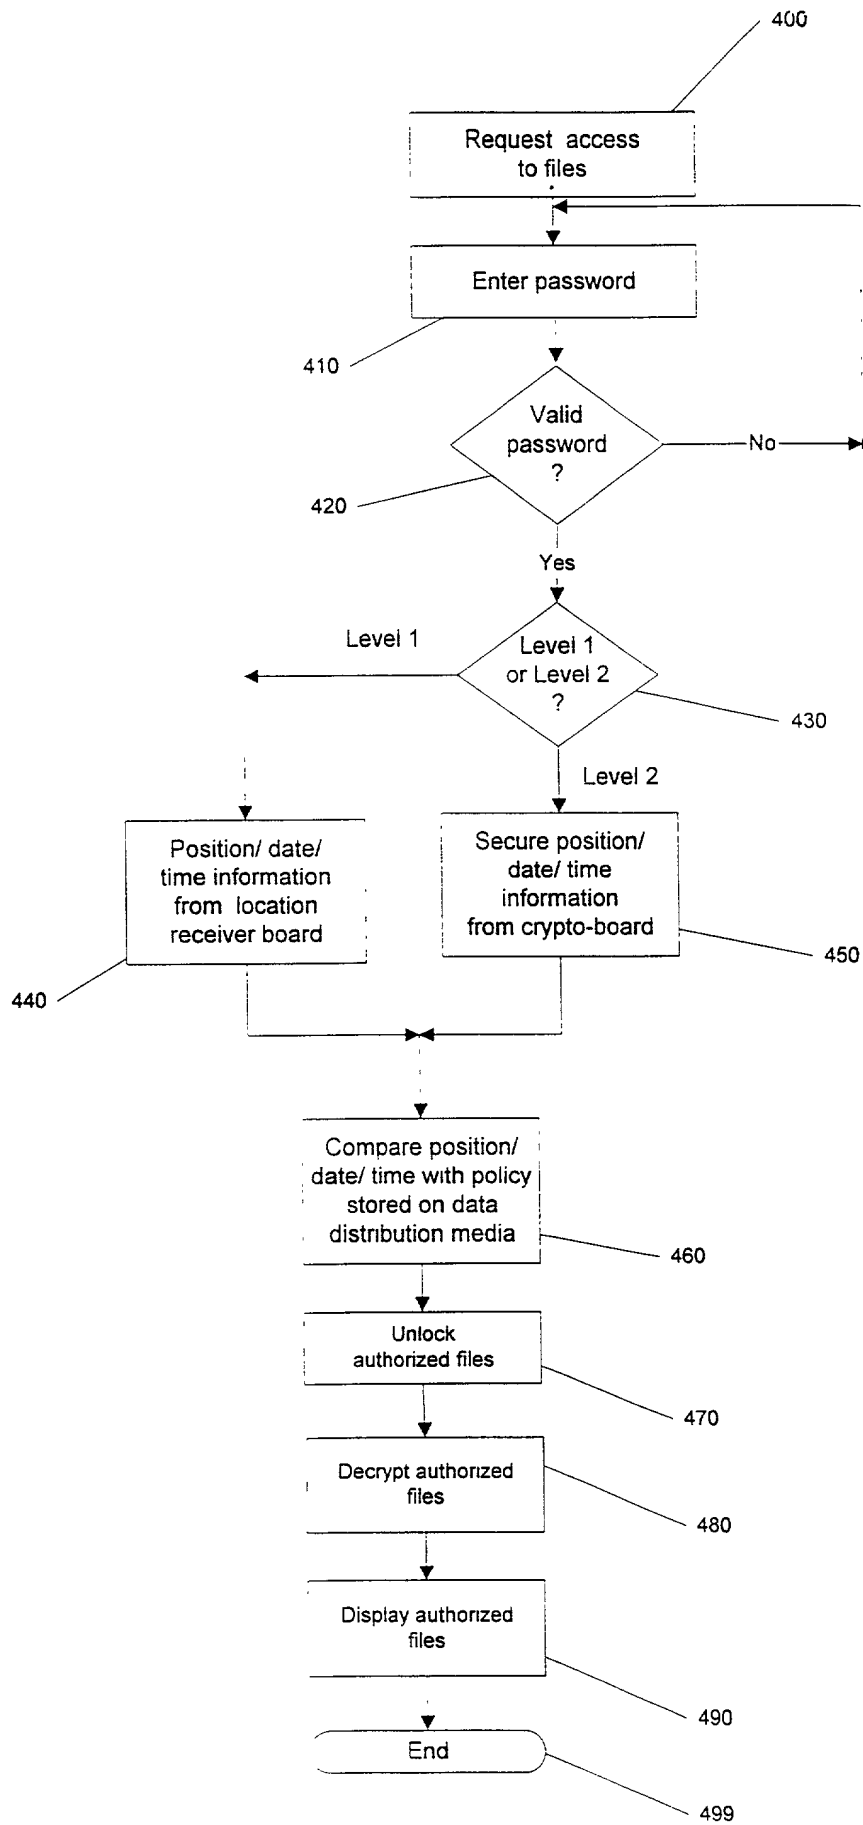 400
Request access
to files
Enter password
410
Valid
password
?
No
420
Yes
Level 1
Level 1
or Level 2
?
430
Level 2
Position/ date/
time information
from location
receiver board
440
Secure position/
date/ time
information
from crypto-board
450
Compare position/
date/ time with policy
stored on data
distribution media
460
Unlock
authorized files
470
Decrypt authorized
files
480
Display authorized
files
490
End
499